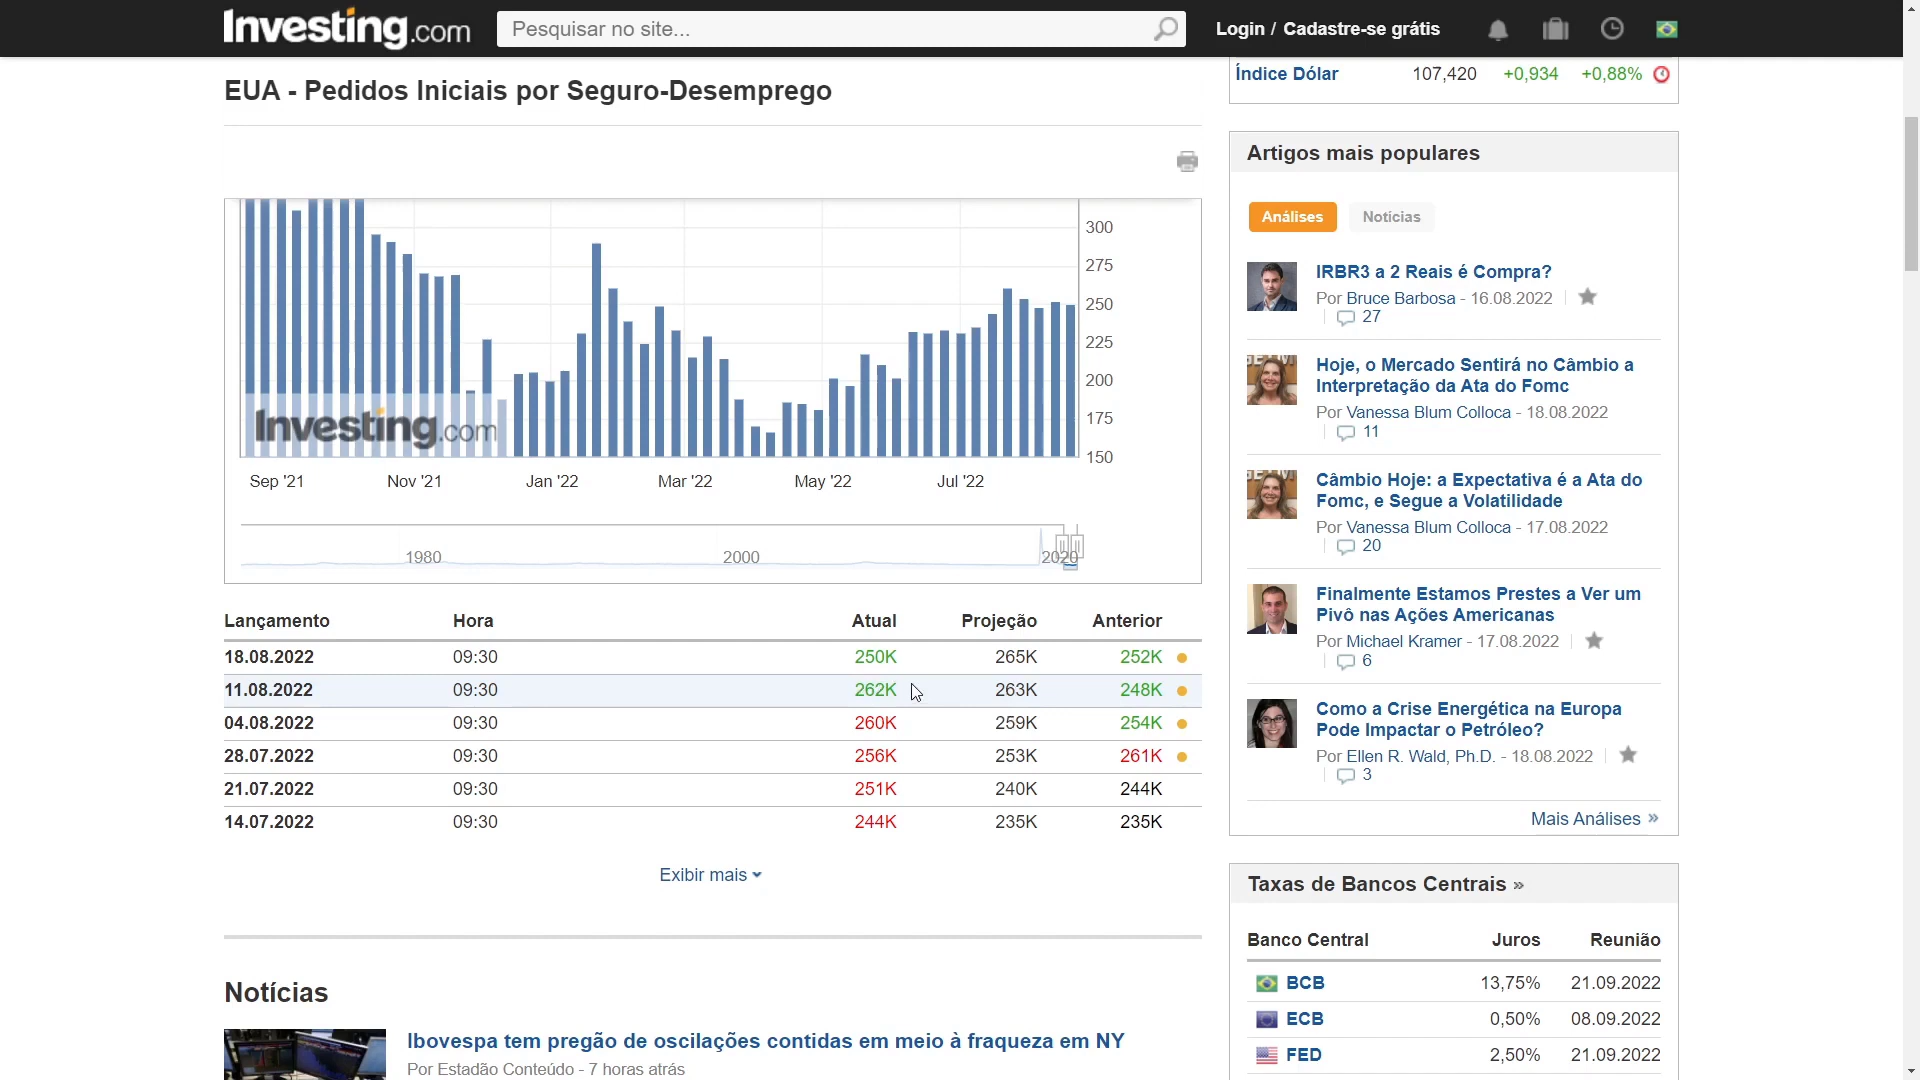 Investing.com
Pesquisar no site...
Login / Cadastre-se grátis
EUA - Pedidos Iniciais por Seguro-Desemprego
300
275
250
225
200
175
150
Investing.com
Sep '21 Nov '21 Jan '22 Mar '22 May '22 Jul '22
1980 2000 2020
Lançamento Hora Atual Projeção Anterior
18.08.2022 09:30 250K 265K 252K
11.08.2022 09:30 262K 263K 248K
04.08.2022 09:30 260K 259K 254K
28.07.2022 09:30 256K 253K 261K
21.07.2022 09:30 251K 240K 244K
14.07.2022 09:30 244K 235K 235K
Exibir mais
Notícias
Ibovespa tem pregão de oscilações contidas em meio à fraqueza em NY
Por Estadão Conteúdo - 7 horas atrás
Índice Dólar 107,420 +0,934 +0,88%
Artigos mais populares
Análises Notícias
IRBR3 a 2 Reais é Compra?
Por Bruce Barbosa - 16.08.2022
27
Hoje, o Mercado Sentirá no Câmbio a
Interpretação da Ata do Fomc
Por Vanessa Blum Colloca - 18.08.2022
11
Câmbio Hoje: a Expectativa é a Ata do
Fomc, e Segue a Volatilidade
Por Vanessa Blum Colloca - 17.08.2022
20
Finalmente Estamos Prestes a Ver um
Pivô nas Ações Americanas
Por Michael Kramer - 17.08.2022
6
Como a Crise Energética na Europa
Pode Impactar o Petróleo?
Por Ellen R. Wald, Ph.D. - 18.08.2022
3
Mais Análises »
Taxas de Bancos Centrais »
Banco Central Juros Reunião
BCB 13,75% 21.09.2022
ECB 0,50% 08.09.2022
FED 2,50% 21.09.2022